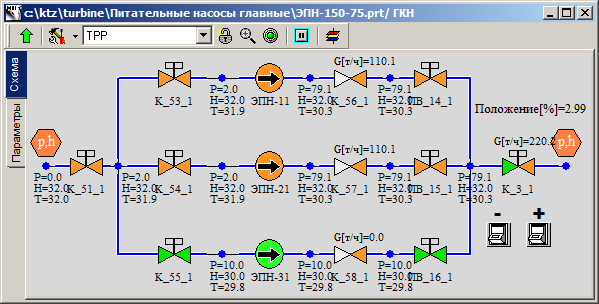 c:\ktz\turbine\Питательные насосы главные\ЭПН-150-75.prt/ ГКН
ТРР
Схема
Параметры
G[т/ч]=110.1
K_53_1
P=2.0
H=32.0
T=31.9
ЭПН-11
P=79.1
H=32.0
T=30.3
K_56_1
P=79.1
H=32.0
T=30.3
ПВ_14_1
Положение[%]=2.99
p,h
G[т/ч]=110.1
G[т/ч]=220.2
p,h
P=0.0
H=32.0
T=32.0
K_51_1
P=2.0
H=32.0
T=31.9
K_54_1
P=2.0
H=32.0
T=31.9
ЭПН-21
P=79.1
H=32.0
T=30.3
K_57_1
P=79.1
H=32.0
T=30.3
ПВ_15_1
P=79.1
H=32.0
T=30.3
K_3_1
- +
G[т/ч]=0.0
K_55_1
P=10.0
H=30.0
T=29.8
ЭПН-31
P=10.0
H=30.0
T=29.8
K_58_1
P=10.0
H=30.0
T=29.8
ПВ_16_1